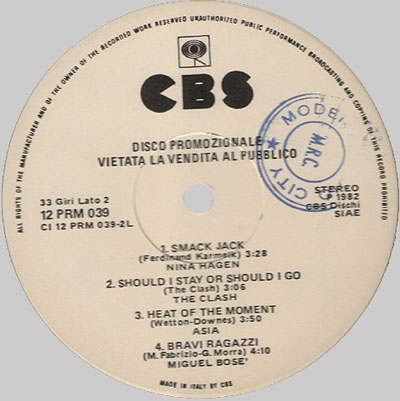 ALL RIGHTS OF THE MANUFACTURER AND OF THE OWNER OF THE RECORDED WORK RESERVED UNAUTHORIZED PUBLIC PERFORMANCE BROADCASTING AND COPYING OF THIS RECORD PROHIBITED
CBS
DISCO PROMOZIONALE
VIETATA LA VENDITA AL PUBBLICO
MODERN CITY
M.R.C.
33 Giri Lato 2
12 PRM 039
CI 12 PRM 039-2L
STEREO
P 1982
CBS Dischi
SIAE
1. SMACK JACK
(Ferdinand Karmelk) 3:28
NINA HAGEN
2. SHOULD I STAY OR SHOULD I GO
(The Clash) 3:06
THE CLASH
3. HEAT OF THE MOMENT
(Wetton-Downes) 3:50
ASIA
4. BRAVI RAGAZZI
(M. Fabrizio-G. Morra) 4:10
MIGUEL BOSE'
MADE IN ITALY BY CBS